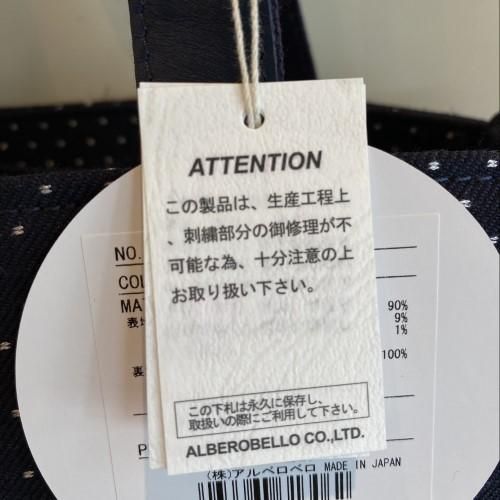 ATTENTION
この製品は、生産工程上
、刺繍部分の御修理が不
可能な為、十分注意の上
お取り扱い下さい。
この下札は永久に保存し、
取扱いの際にご利用して下さい。
ALBEROBELLO CO.,LTD.
NO.
COL
MA
90%
表
9%
1%
裏
100%
P
(株)アルベロベロ MADE IN JAPAN